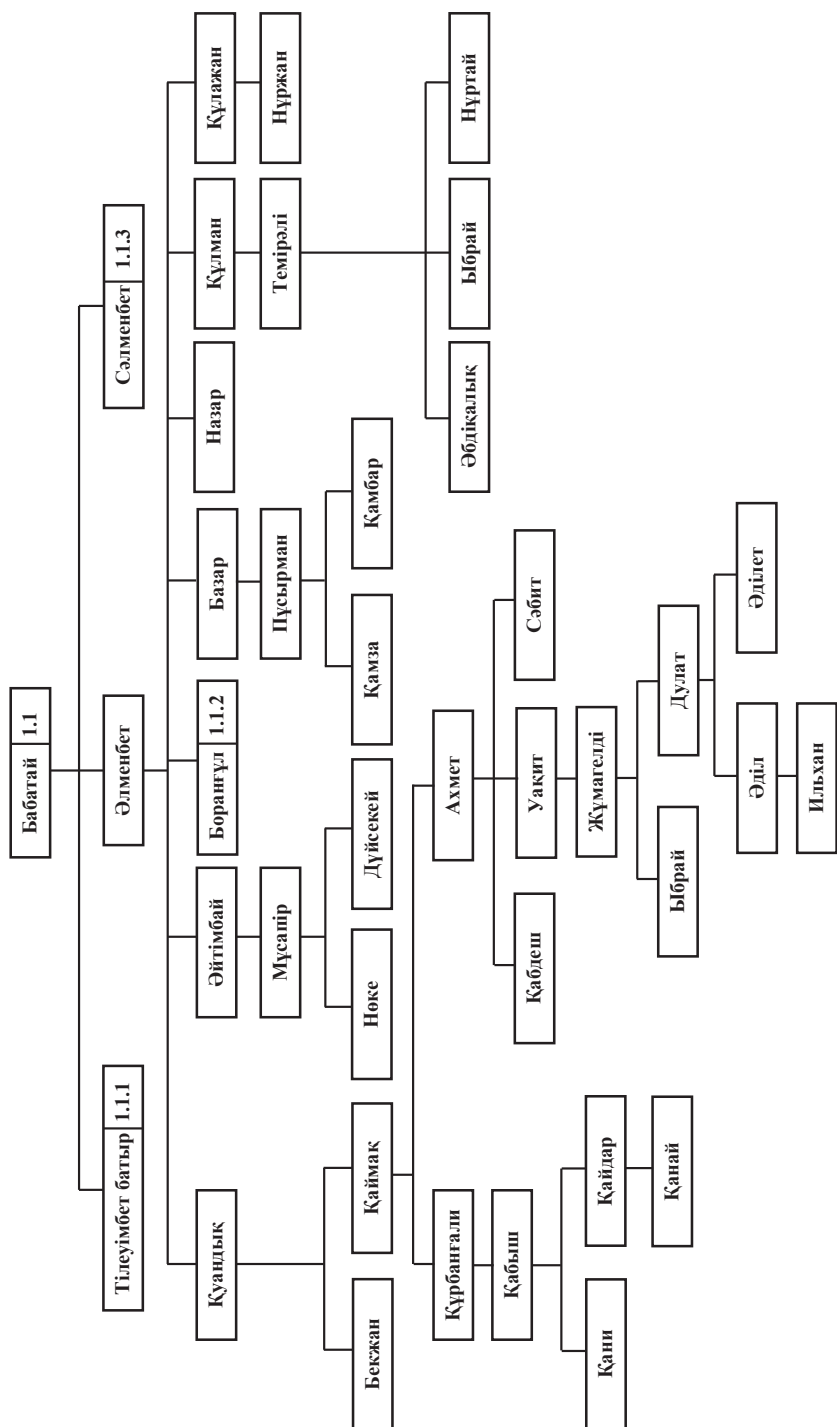 Бабатай 1.1
Тілеуімбет батыр 1.1.1
Әлменбет
Сәлменбет 1.1.3
Қуандық
Әйтімбай
Боранғұл 1.1.2
Базар
Назар
Құлман
Құлажан
Мұсапір
Пұсырман
Темірәлі
Нұржан
Бекжан
Қаймақ
Нөке
Дүйсекей
Қамза
Қамбар
Құрбанғали
Ахмет
Әбдіқалық
Ыбрай
Нұртай
Қабыш
Қабдеш
Уақит
Сәбит
Қани
Қайдар
Жұмагелді
Қанай
Ыбрай
Дулат
Әділ
Әділет
Ильхан